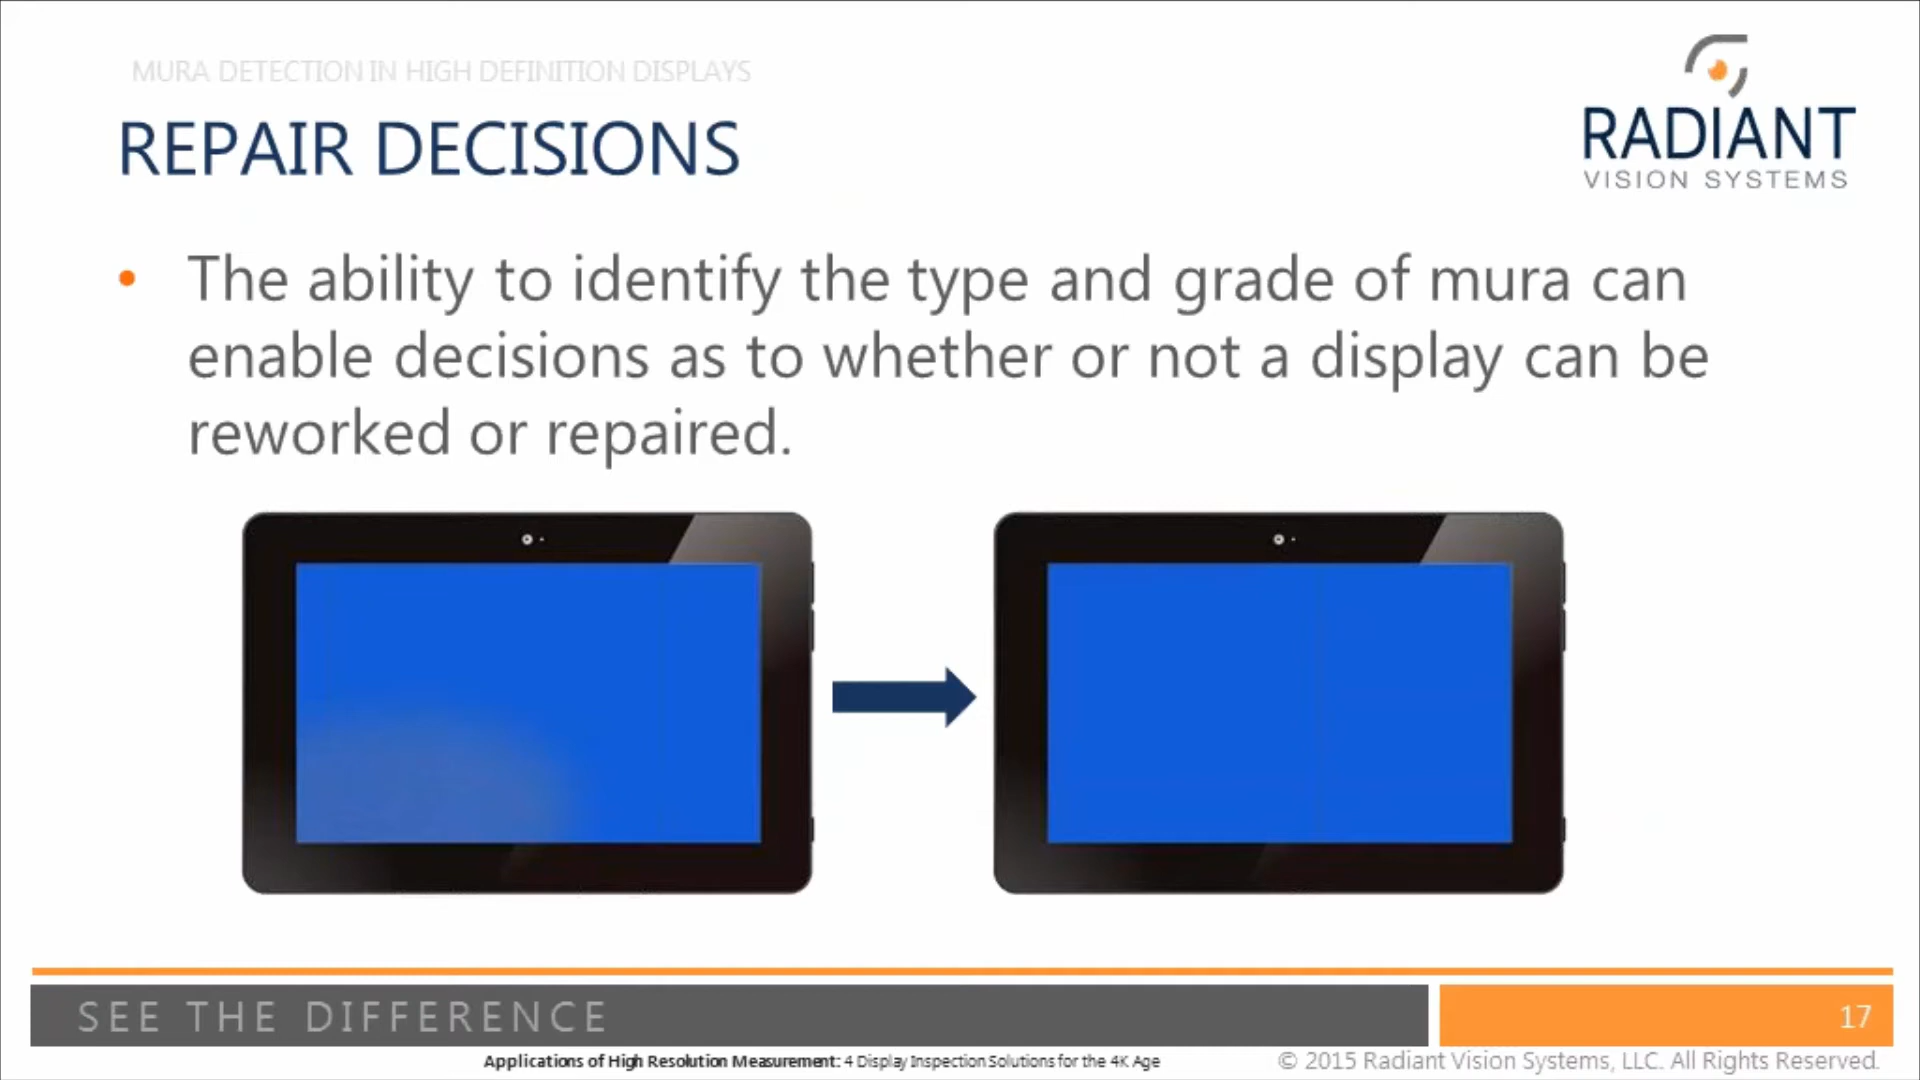 MURA DETECTION IN HIGH DEFINITION DISPLAYS
REPAIR DECISIONS
RADIANT
VISION SYSTEMS
• The ability to identify the type and grade of mura can
enable decisions as to whether or not a display can be
reworked or repaired.
SEE THE DIFFERENCE
17
Applications of High Resolution Measurement: 4 Display Inspection Solutions for the 4K Age
© 2015 Radiant Vision Systems, LLC. All Rights Reserved.